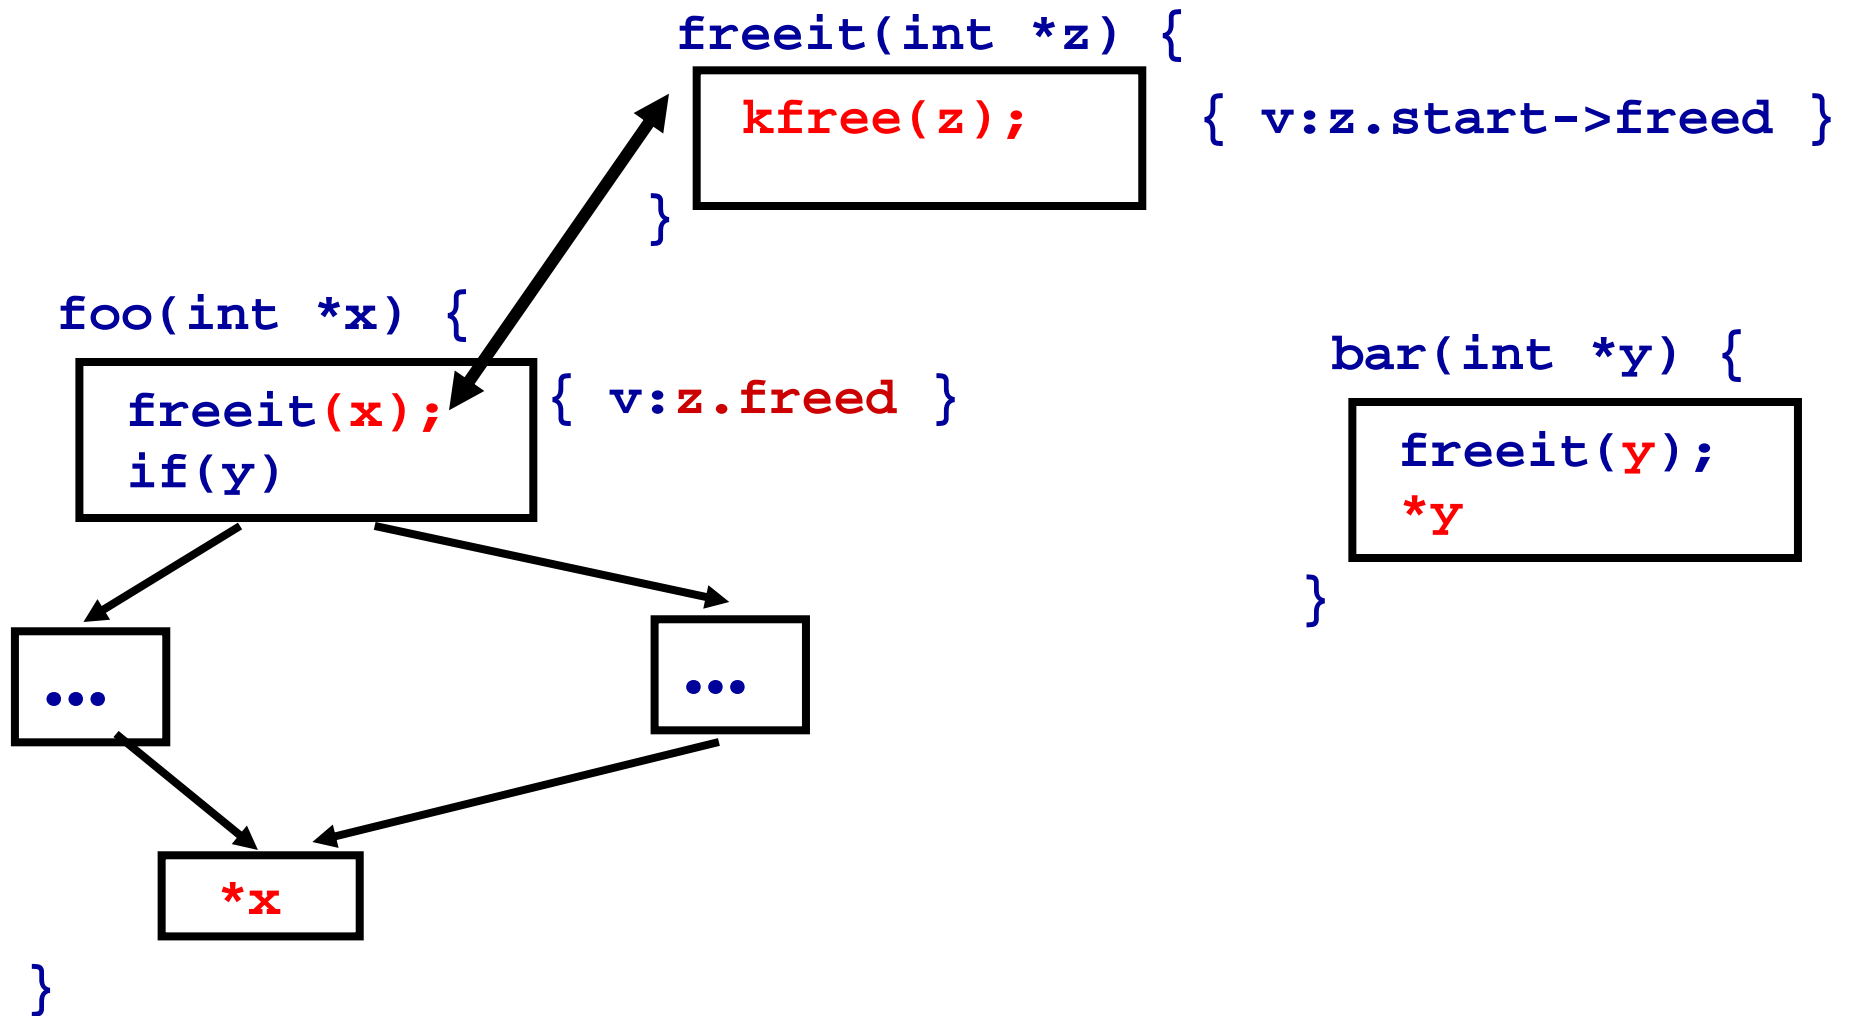 freeit(int *z) {
kfree(z);
{ v:z.start->freed }
}
foo(int *x) {
freeit(x);
if(y)
{ v:z.freed }
bar(int *y) {
freeit(y);
*y
}
...
...
*x
}